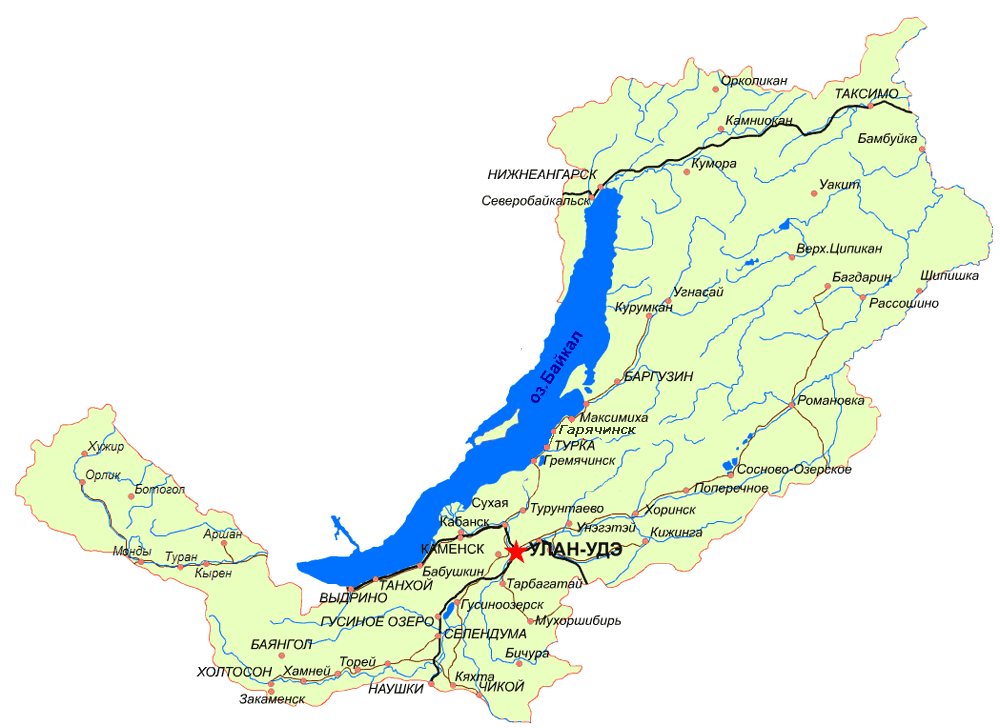 Орколикан
ТАКСИМО
Камниокан
Бамбуйка
Кумора
НИЖНЕАНГАРСК
Уакит
Северобайкальск
Верх.Ципикан
Шипишка
Багдарин
Угнасай
Рассошино
Курумкан
оз.Байкал
БАРГУЗИН
Романовка
Максимиха
Гарячинск
ТУРКА
Хужир
Гремячинск
Сосново-Озерское
Орлик
Ботогол
Поперечное
Сухая
Турунтаево
Хоринск
Кабанск
Унэгэтэй
Аршан
Кижинга
КАМЕНСК
УЛАН-УДЭ
Монды
Туран
Кырен
Бабушкин
ТАНХОЙ
Тарбагатай
ВЫДРИНО
Гусиноозерск
ГУСИНОЕ ОЗЕРО
Мухоршибирь
СЕЛЕНДУМА
БАЯНГОЛ
Бичура
Торей
ХОЛТОСОН
Хамней
Кяхта
НАУШКИ
ЧИКОЙ
Закаменск